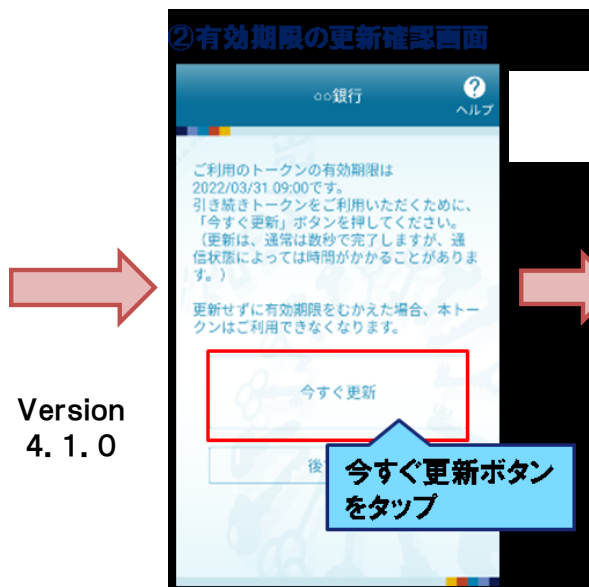 ②有効期限の更新確認画面
○○銀行
?
ヘルプ
ご利用のトークンの有効期限は
2022/03/31 09:00です。
引き続きトークンをご利用いただくために、
「今すぐ更新」ボタンを押してください。
（更新は、通常は数秒で完了しますが、通
信状態によっては時間がかかることがありま
す。）
更新せずに有効期限をむかえた場合、本トー
クンはご利用できなくなります。
今すぐ更新
Version
4.1.0
後
今すぐ更新ボタン
をタップ